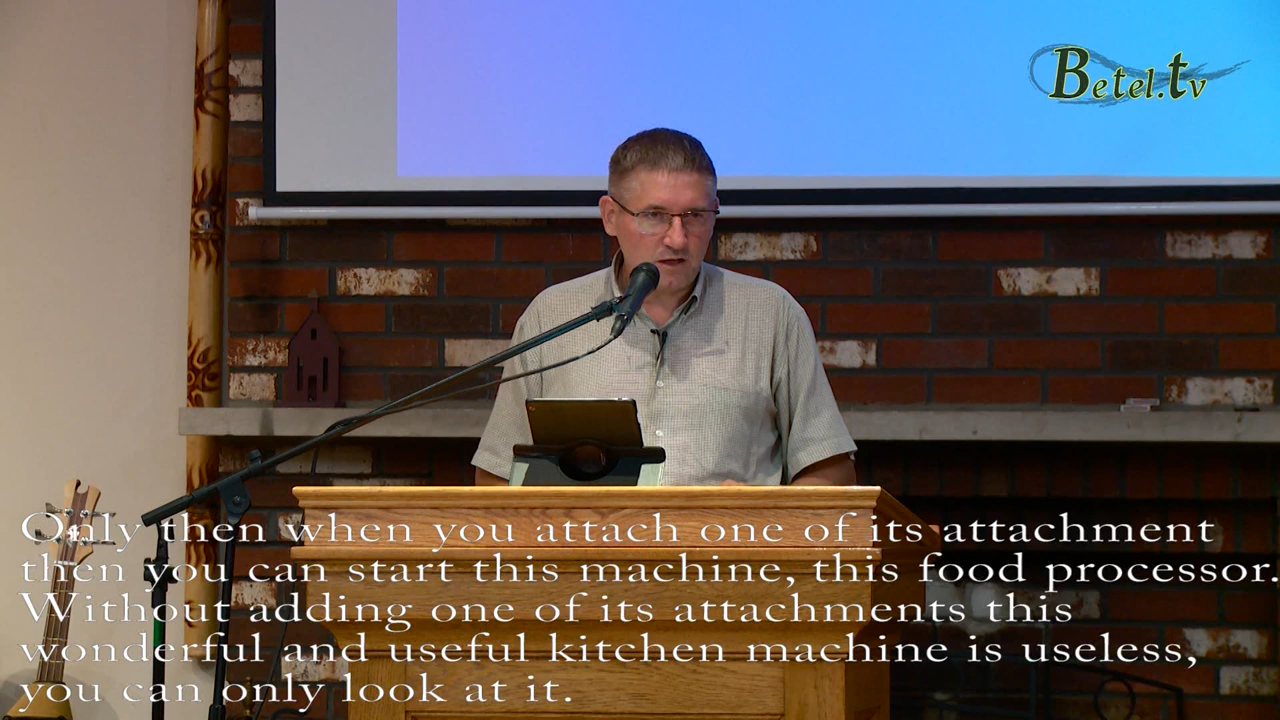 Betel.tv
Only then when you attach one of its attachment
then you can start this machine, this food processor.
Without adding one of its attachments this
wonderful and useful kitchen machine is useless,
you can only look at it.